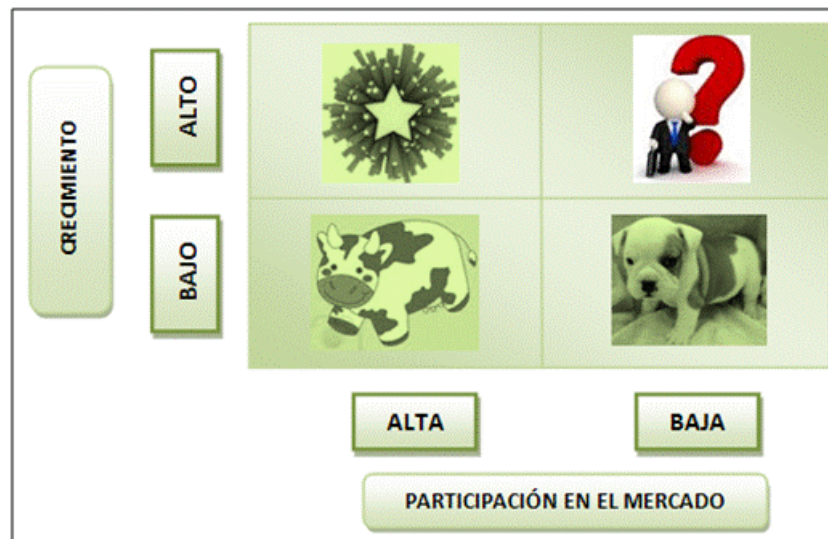 CRECIMIENTO
ALTO
BAJO
ALTA
BAJA
PARTICIPACIÓN EN EL MERCADO